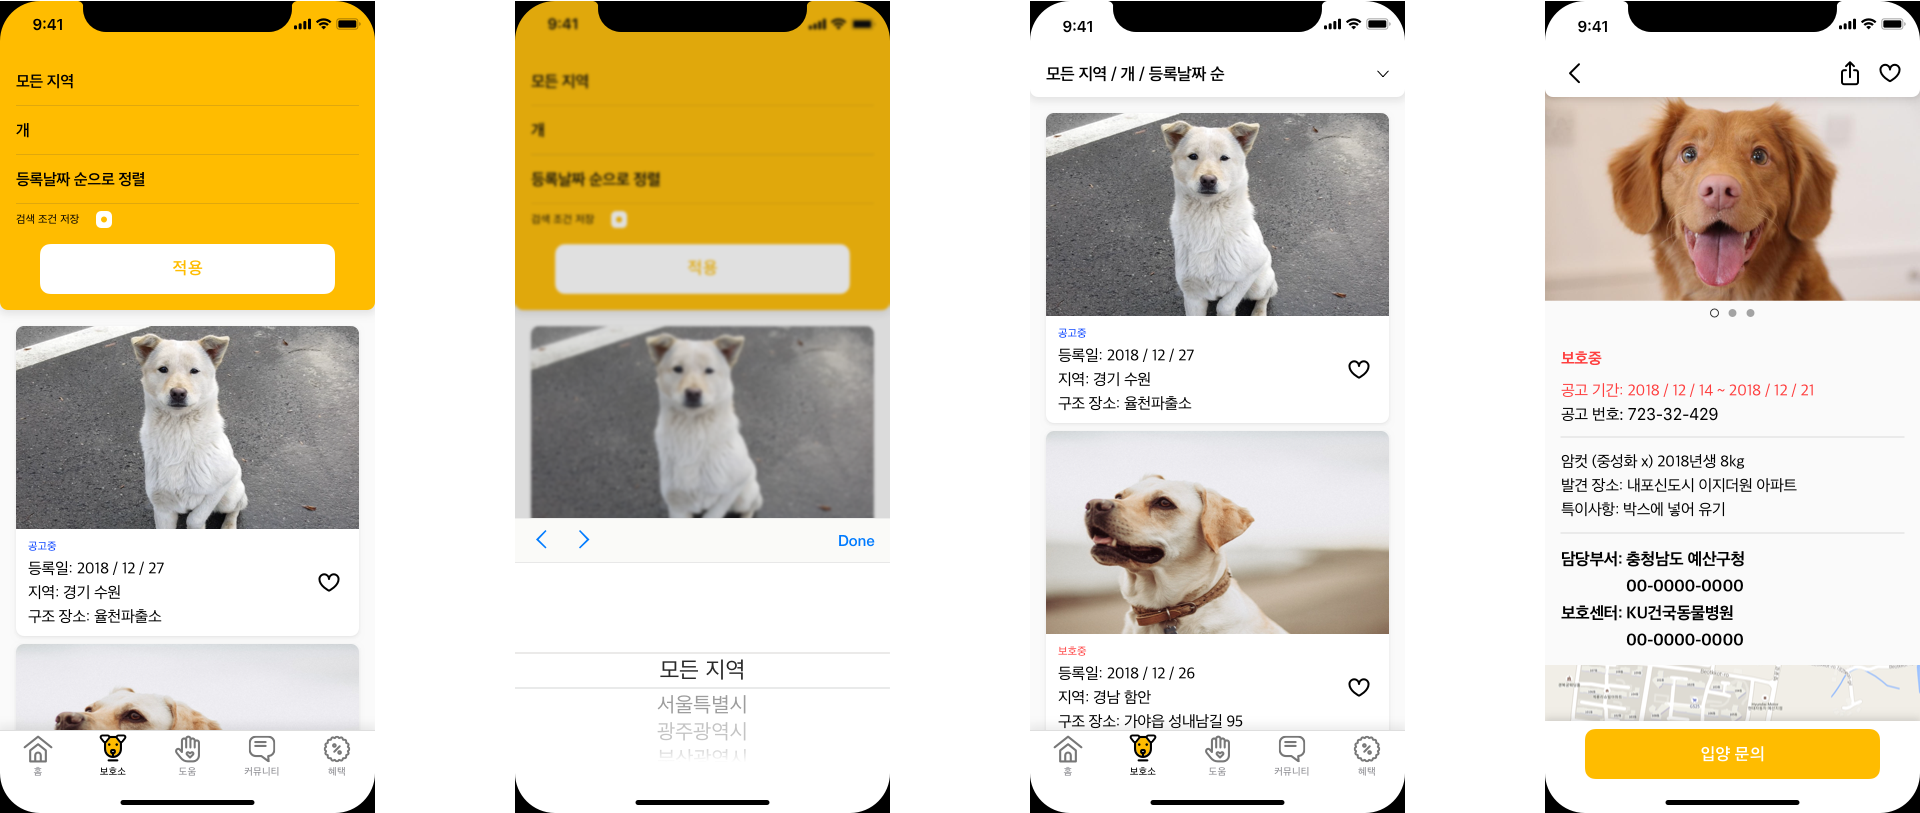 9:41
모든 지역
개
등록날짜 순으로 정렬
검색 조건 저장
적용
공고중
등록일: 2018 / 12 / 27
지역: 경기 수원
구조 장소: 율천파출소
홈
보호소
도움
커뮤니티
혜택
9:41
모든 지역
개
등록날짜 순으로 정렬
검색 조건 저장
적용
Done
모든 지역
서울특별시
광주광역시
부산광역시
9:41
모든 지역 / 개 / 등록날짜 순
공고중
등록일: 2018 / 12 / 27
지역: 경기 수원
구조 장소: 율천파출소
보호중
등록일: 2018 / 12 / 26
지역: 경남 함안
구조 장소: 가야읍 성내남길 95
홈
보호소
도움
커뮤니티
혜택
9:41
보호중
공고 기간: 2018 / 12 / 14 ~ 2018 / 12 / 21
공고 번호: 723-32-429
암컷 (중성화 x) 2018년생 8kg
발견 장소: 내포신도시 이지더원 아파트
특이사항: 박스에 넣어 유기
담당부서: 충청남도 예산구청
00-0000-0000
보호센터: KU건국동물병원
00-0000-0000
입양 문의